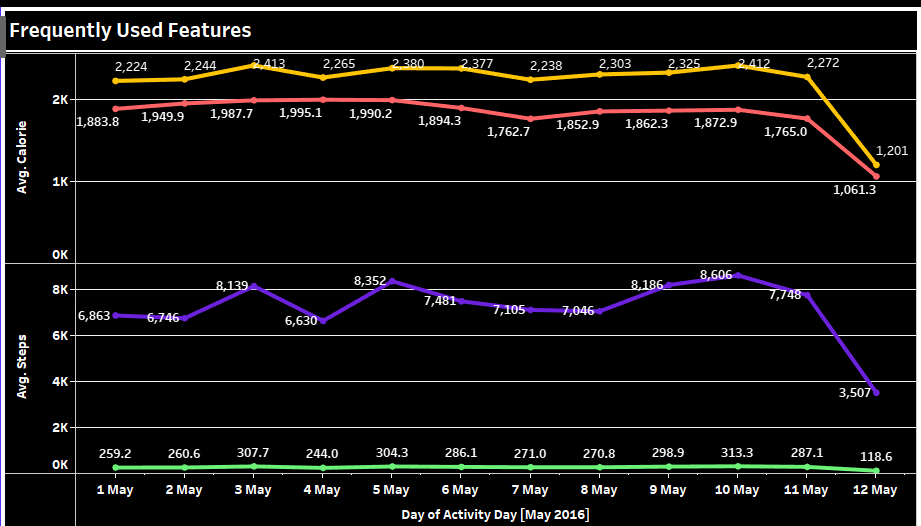 Frequently Used Features
2,224 2,244 2,413 2,265 2,380 2,377 2,238 2,303 2,325 2,412 2,272 1,201
2K
1,883.8 1,949.9 1,987.7 1,995.1 1,990.2 1,894.3 1,762.7 1,852.9 1,862.3 1,872.9 1,765.0 1,061.3
Avg. Calorie
1K
0K
8K
6,863 6,746 8,139 6,630 8,352 7,481 7,105 7,046 8,186 8,606 7,748 3,507
6K
Avg. Steps
4K
2K
259.2 260.6 307.7 244.0 304.3 286.1 271.0 270.8 298.9 313.3 287.1 118.6
0K
1 May 2 May 3 May 4 May 5 May 6 May 7 May 8 May 9 May 10 May 11 May 12 May
Day of Activity Day [May 2016]